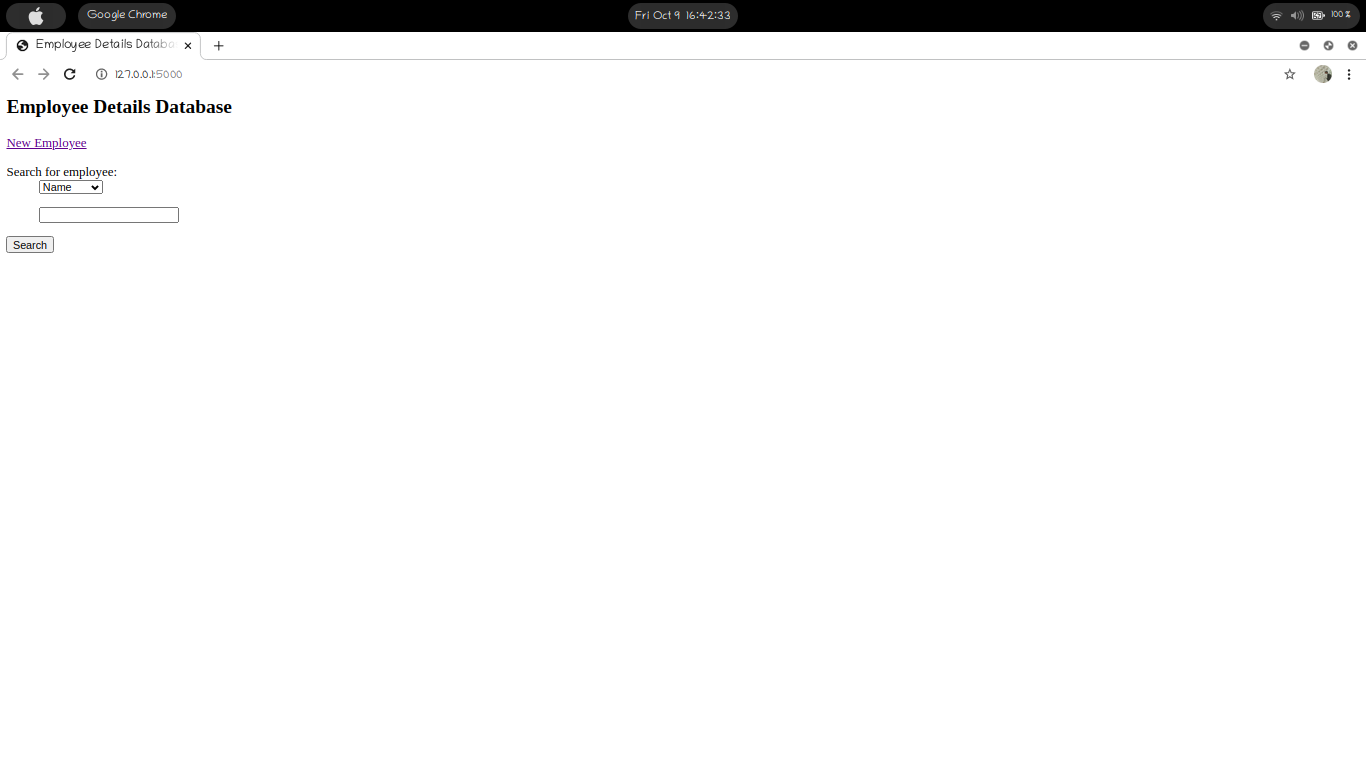 Google Chrome
Fri Oct 9 16:42:33
100 %
Employee Details Databa
127.0.0.1:5000
Employee Details Database
New Employee
Search for employee:
Name
Search